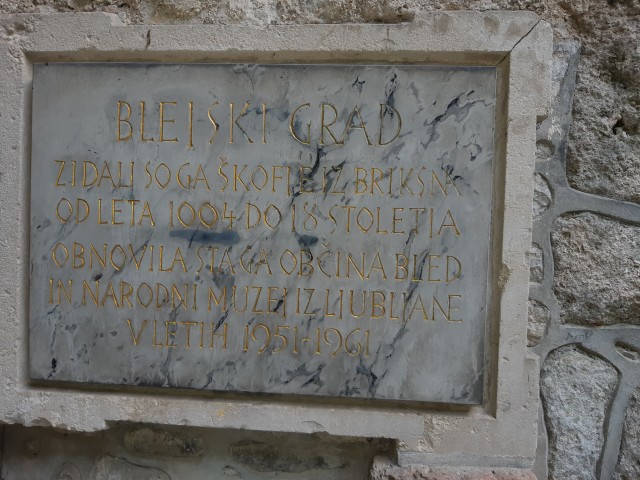 BLEJSKI GRAD
ZIDALI SO GA ŠKOFJE IZ BRIKSNA
OD LETA 1004 DO 18 STOLETJA
OBNOVILA STA GA OBČINA BLED
IN NARODNI MUZEJ IZ LJUBLJANE
V LETIH 1951-1961